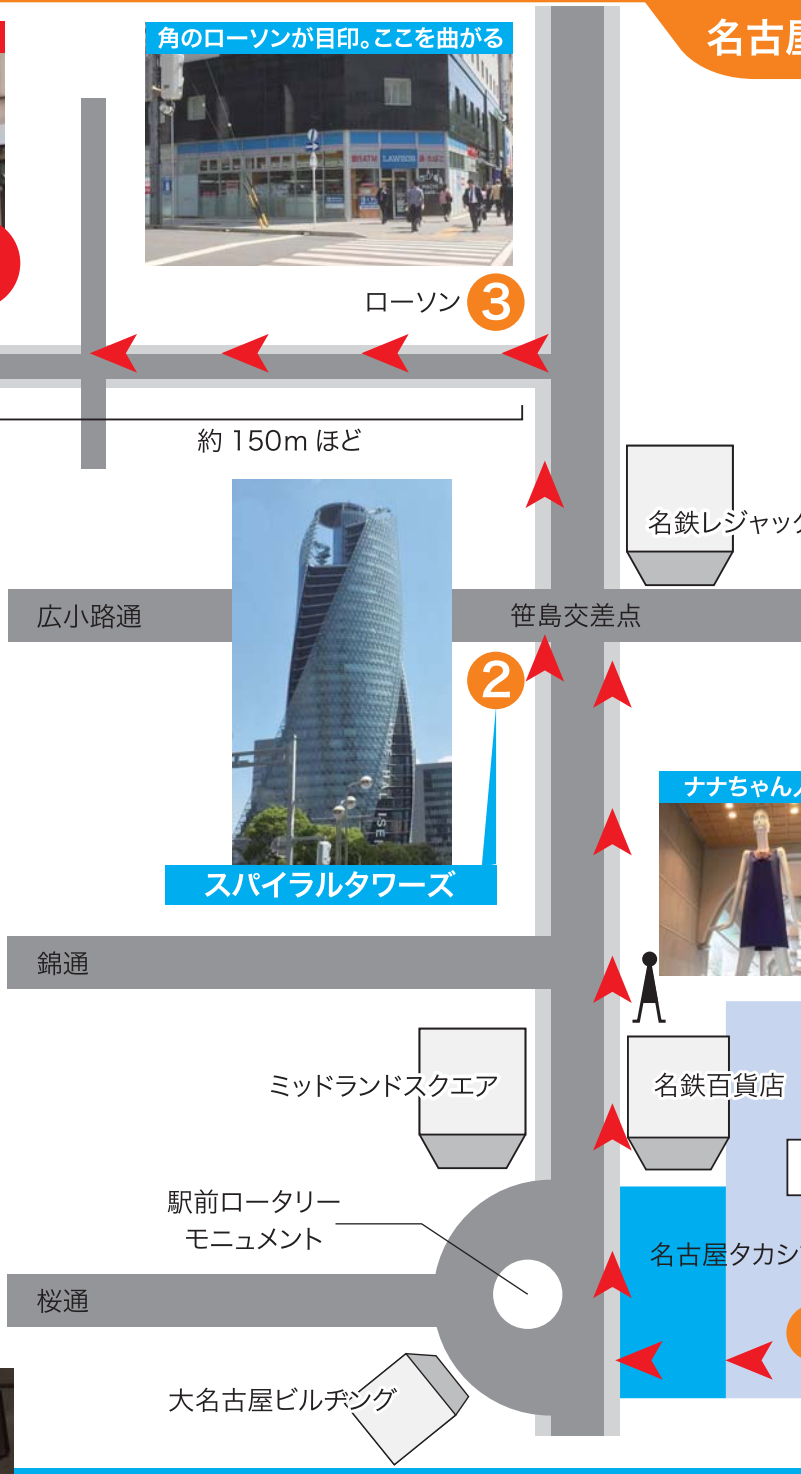 名古屋
角のローソンが目印。ここを曲がる
LAWSON
ローソン
3
約 150m ほど
名鉄レジャック
広小路通
笹島交差点
2
ナナちゃん
スパイラルタワーズ
錦通
ミッドランドスクエア
名鉄百貨店
駅前ロータリー
モニュメント
名古屋タカシ
桜通
大名古屋ビルヂング